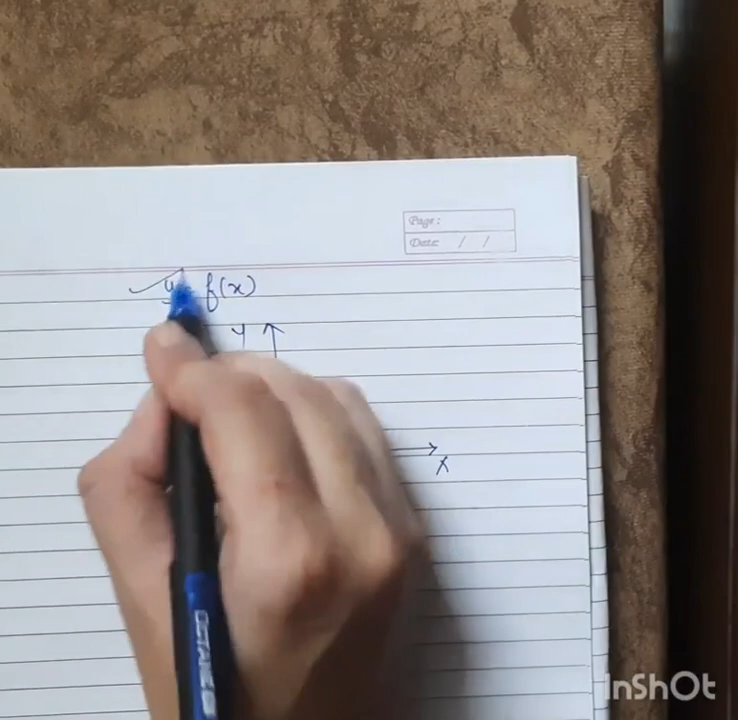 Page :
Date: / /
y = f(x)
y
x
InShOt